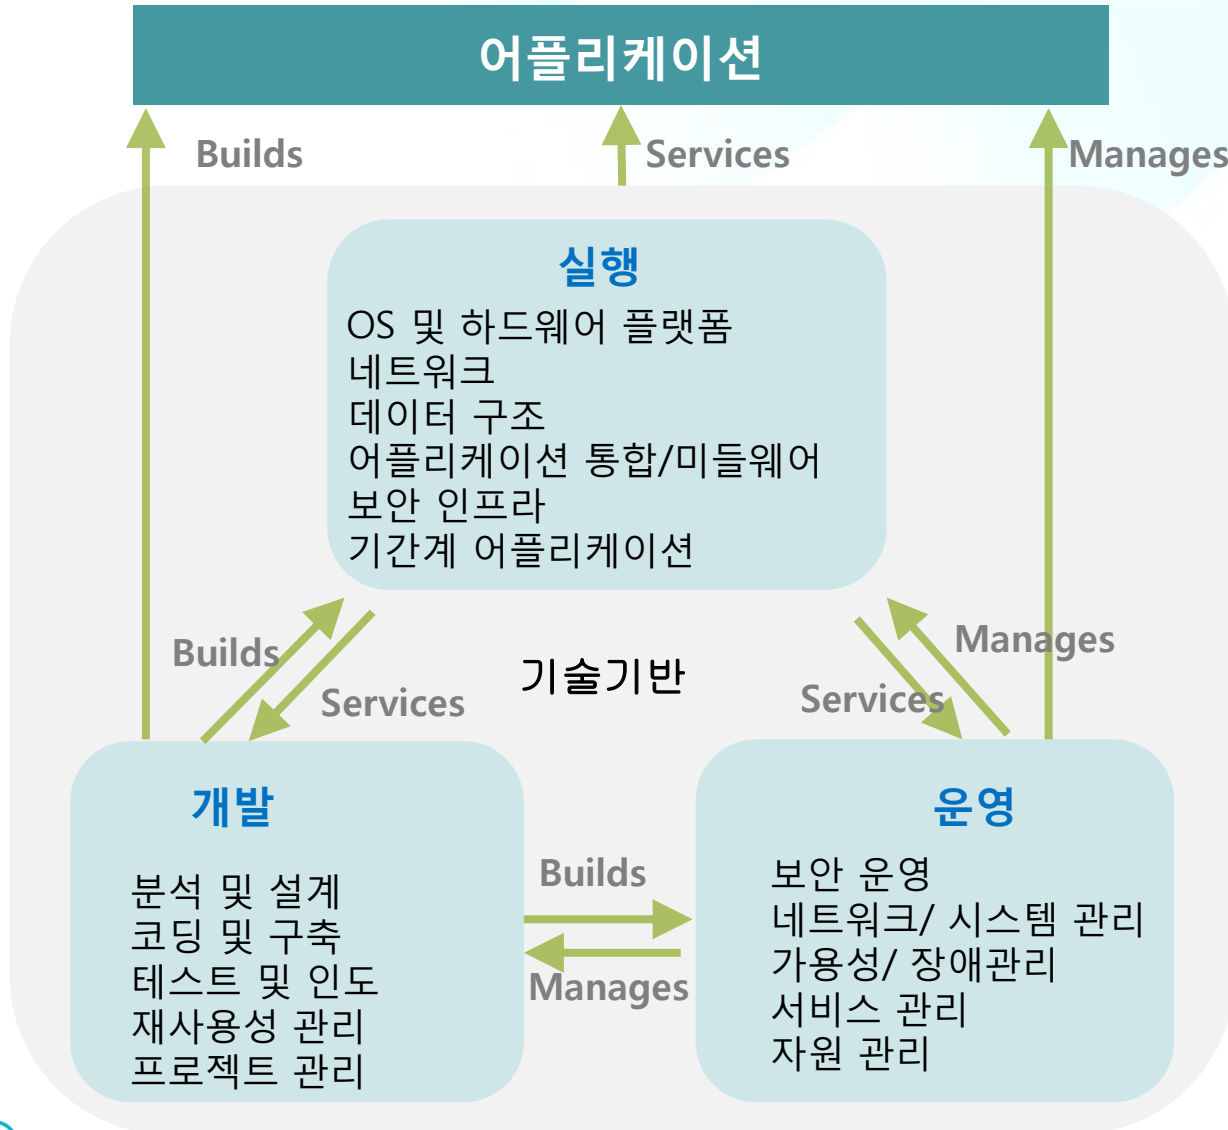 어플리케이션
Builds
Services
Manages
실행
OS 및 하드웨어 플랫폼
네트워크
데이터 구조
어플리케이션 통합/미들웨어
보안 인프라
기간계 어플리케이션
Builds
Services
기술기반
Manages
Services
개발
분석 및 설계
코딩 및 구축
테스트 및 인도
재사용성 관리
프로젝트 관리
Builds
Manages
운영
보안 운영
네트워크/ 시스템 관리
가용성/ 장애관리
서비스 관리
자원 관리